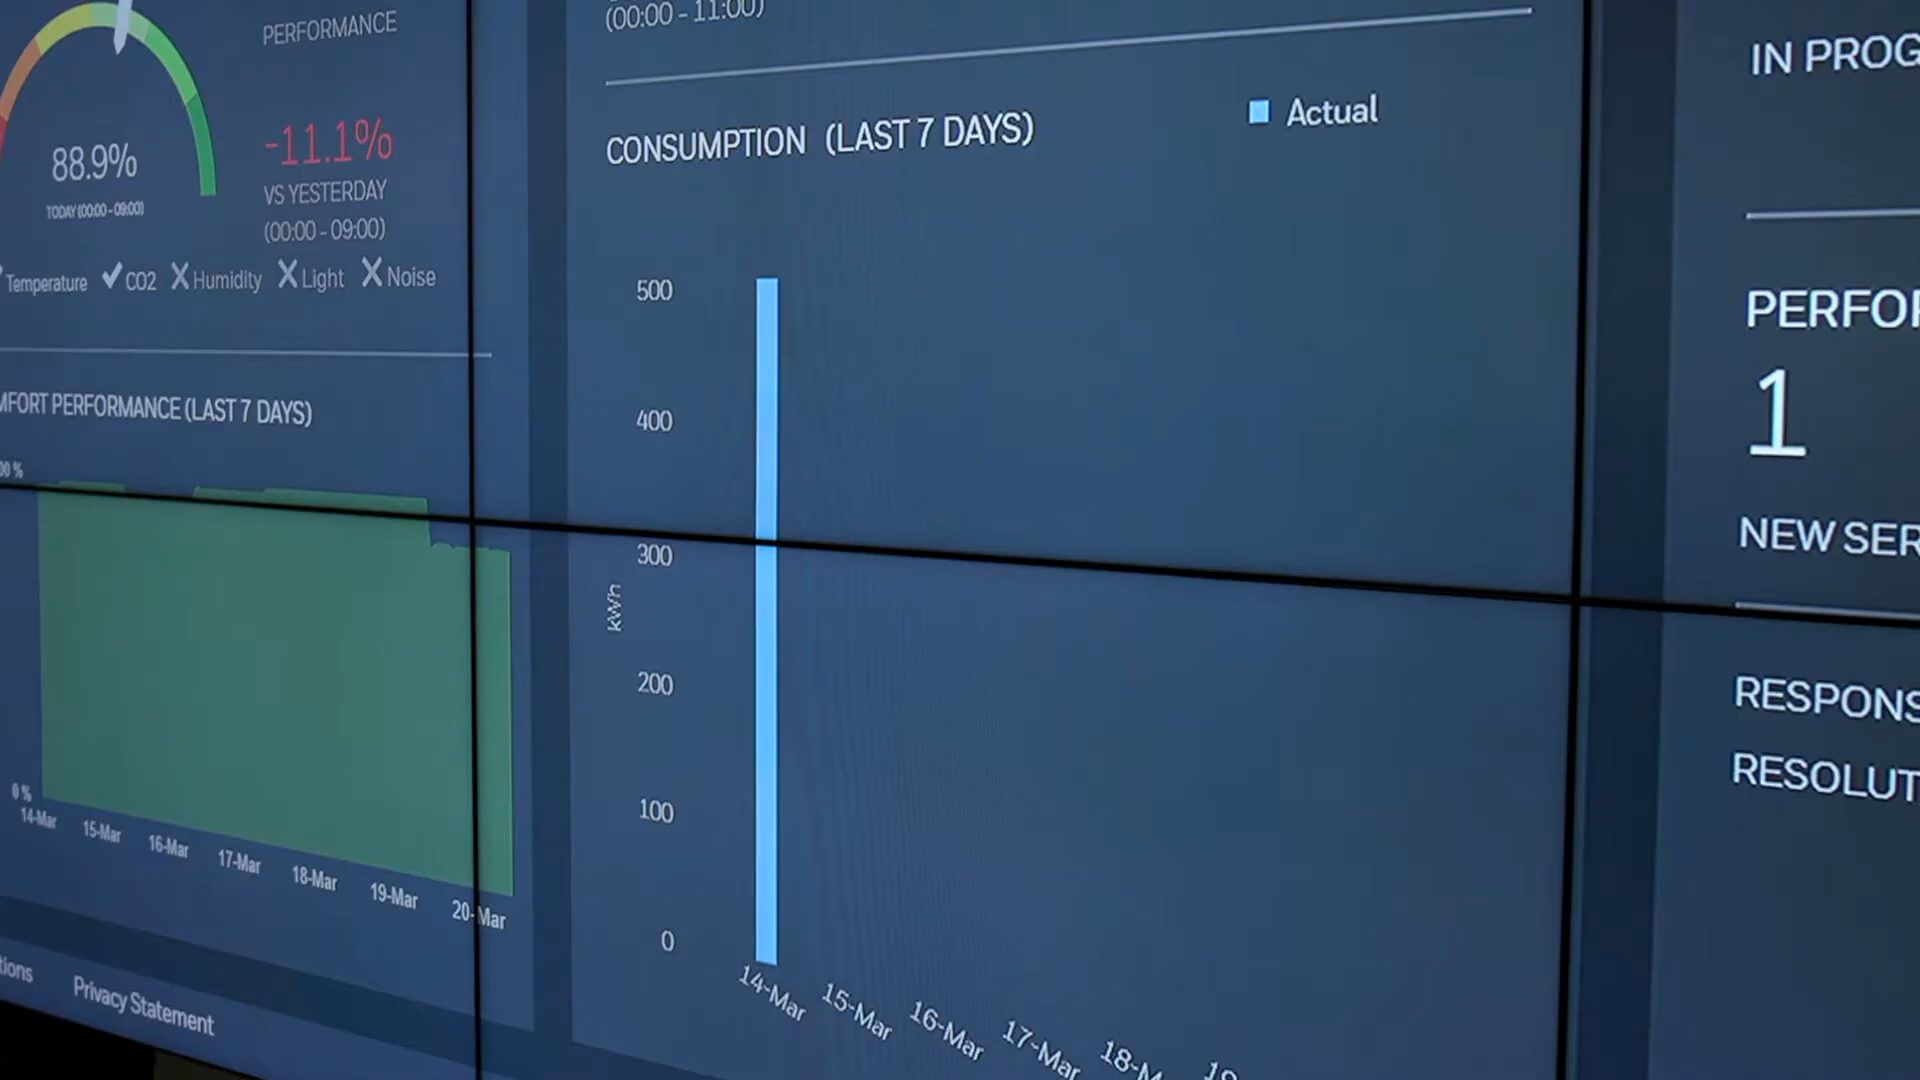 PERFORMANCE
88.9%
TODAY (00:00 - 09:00)
-11.1%
VS YESTERDAY
(00:00 - 09:00)
Temperature CO2 Humidity Light Noise
MFORT PERFORMANCE (LAST 7 DAYS)
00 %
0 %
14-Mar 15-Mar 16-Mar 17-Mar 18-Mar 19-Mar 20-Mar
tions Privacy Statement
(00:00 - 11:00)
CONSUMPTION (LAST 7 DAYS)
Actual
500
400
300
200
100
0
kWh
14-Mar 15-Mar 16-Mar 17-Mar 18-M
IN PROG
PERFOR
1
NEW SER
RESPONS
RESOLUT